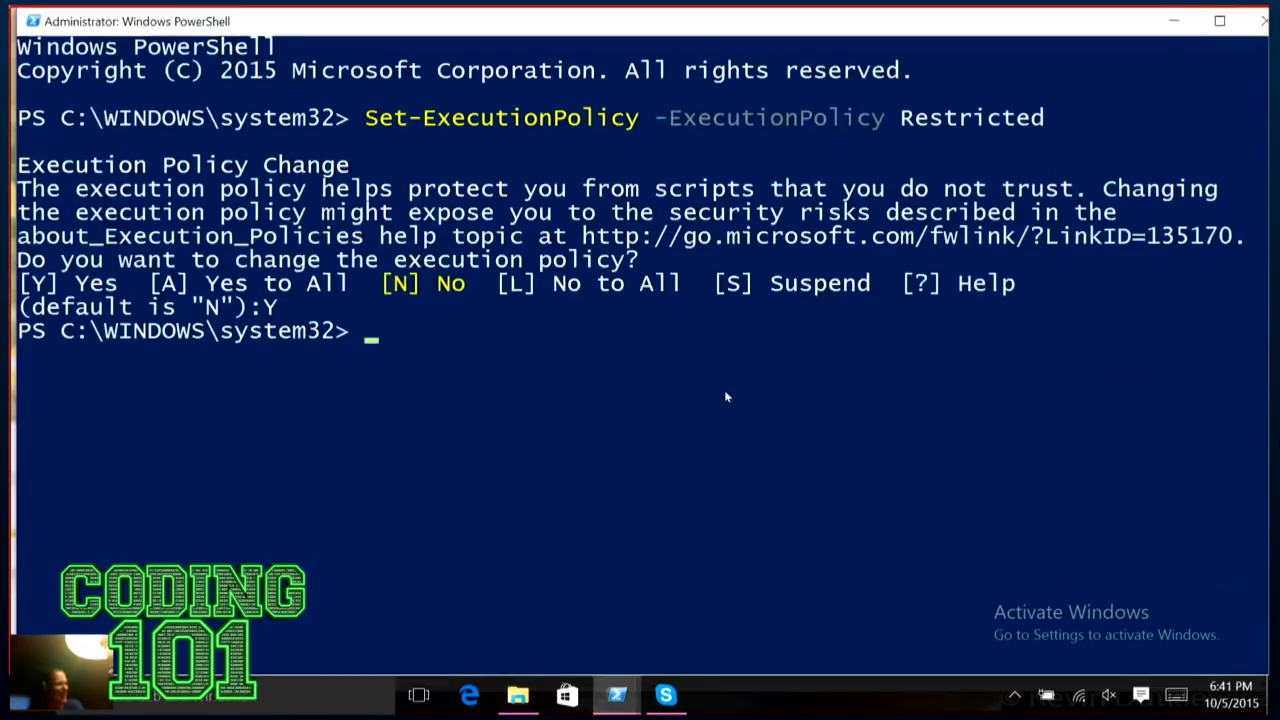 Administrator: Windows PowerShell
Windows PowerShell
Copyright (C) 2015 Microsoft Corporation. All rights reserved.
PS C:\WINDOWS\system32> Set-ExecutionPolicy -ExecutionPolicy Restricted
Execution Policy Change
The execution policy helps protect you from scripts that you do not trust. Changing
the execution policy might expose you to the security risks described in the
about_Execution_Policies help topic at http://go.microsoft.com/fwlink/?LinkID=135170.
Do you want to change the execution policy?
[Y] Yes [A] Yes to All [N] No [L] No to All [S] Suspend [?] Help
(default is "N"):Y
PS C:\WINDOWS\system32>
CODING
101
Activate Windows
Go to Settings to activate Windows.
6:41 PM
10/5/2015